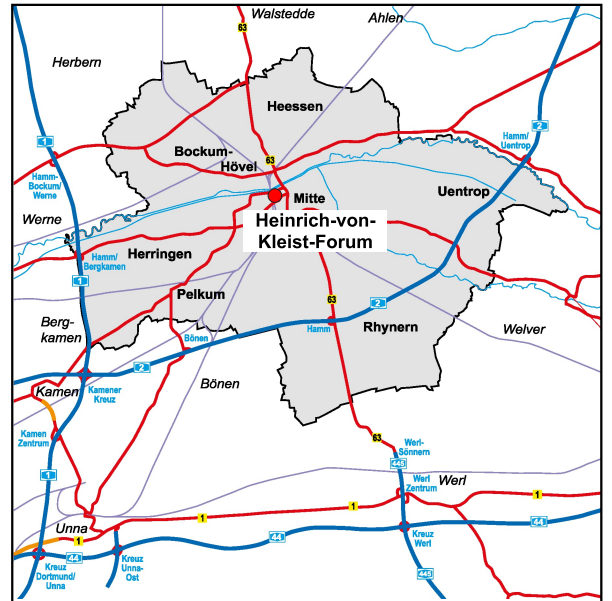 Walstedde
Ahlen
63
Herbern
Heessen
2
Hamm/
Uentrop
1
Bockum-
Hövel
63
Hamm-
Bockum/
Werne
Uentrop
Mitte
Werne
Heinrich-von-
Kleist-Forum
Herringen
Hamm/
Bergkamen
1
Pelkum
63
2
Berg-
kamen
Hamm
Rhynern
Welver
Bönen
2
Bönen
Kamen
Kamener
Kreuz
Kamen
Zentrum
63
Werl-
Sönnern
445
1
Werl
Zentrum
Werl
1
1
1
Unna
1
44
44
44
Kreuz
Werl
Kreuz
Dortmund/
Unna
Kreuz
Unna-
Ost
445